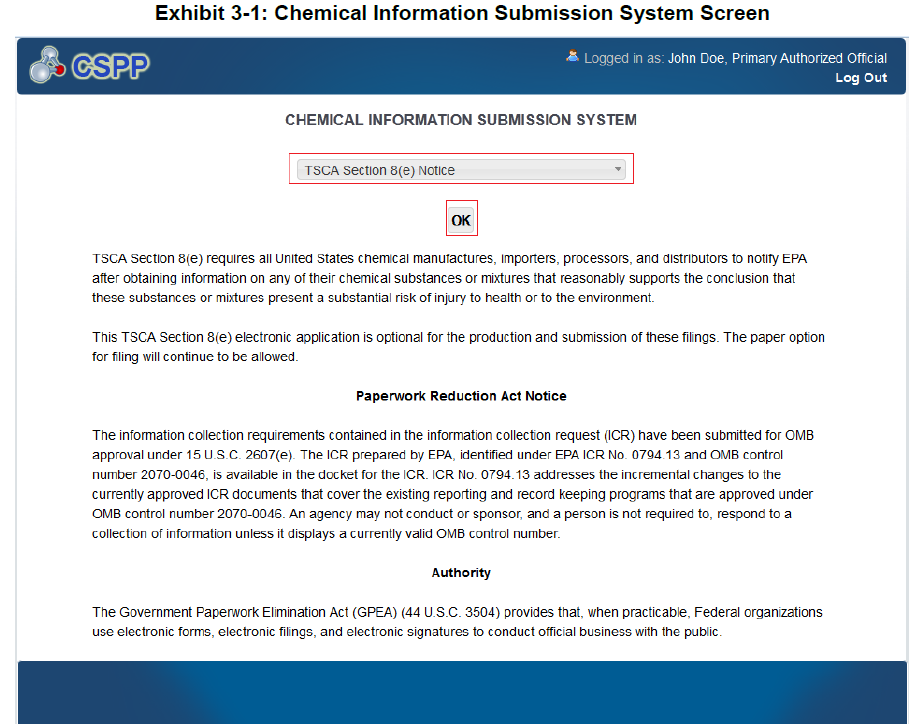 Exhibit 3-1: Chemical Information Submission System Screen
CSPP
Logged in as: John Doe, Primary Authorized Official
Log Out
CHEMICAL INFORMATION SUBMISSION SYSTEM
TSCA Section 8(e) Notice
OK
TSCA Section 8(e) requires all United States chemical manufactures, importers, processors, and distributors to notify EPA
after obtaining information on any of their chemical substances or mixtures that reasonably supports the conclusion that
these substances or mixtures present a substantial risk of injury to health or to the environment.
This TSCA Section 8(e) electronic application is optional for the production and submission of these filings. The paper option
for filing will continue to be allowed.
Paperwork Reduction Act Notice
The information collection requirements contained in the information collection request (ICR) have been submitted for OMB
approval under 15 U.S.C. 2607(e). The ICR prepared by EPA, identified under EPA ICR No. 0794.13 and OMB control
number 2070-0046, is available in the docket for the ICR. ICR No. 0794.13 addresses the incremental changes to the
currently approved ICR documents that cover the existing reporting and record keeping programs that are approved under
OMB control number 2070-0046. An agency may not conduct or sponsor, and a person is not required to, respond to a
collection of information unless it displays a currently valid OMB control number.
Authority
The Government Paperwork Elimination Act (GPEA) (44 U.S.C. 3504) provides that, when practicable, Federal organizations
use electronic forms, electronic filings, and electronic signatures to conduct official business with the public.